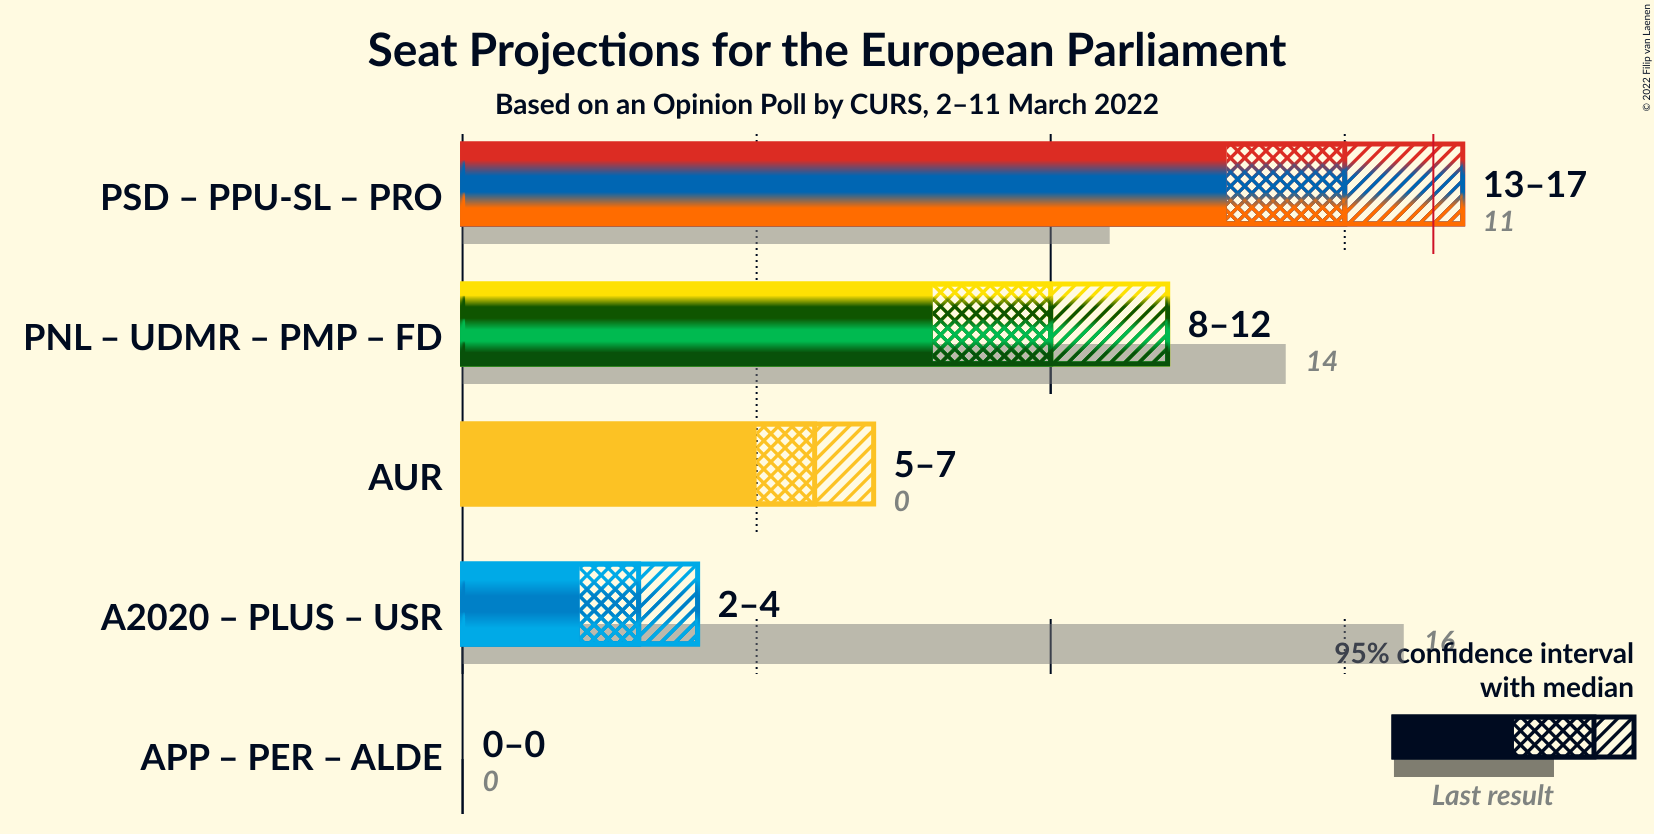 Seat Projections for the European Parliament
Based on an Opinion Poll by CURS, 2–11 March 2022
© 2022 Filip van Laenen
PSD – PPU-SL – PRO
13–17
11
PNL – UDMR – PMP – FD
8–12
14
AUR
5–7
0
A2020 – PLUS – USR
2–4
16
APP – PER – ALDE
0–0
0
95% confidence interval
with median
Last result